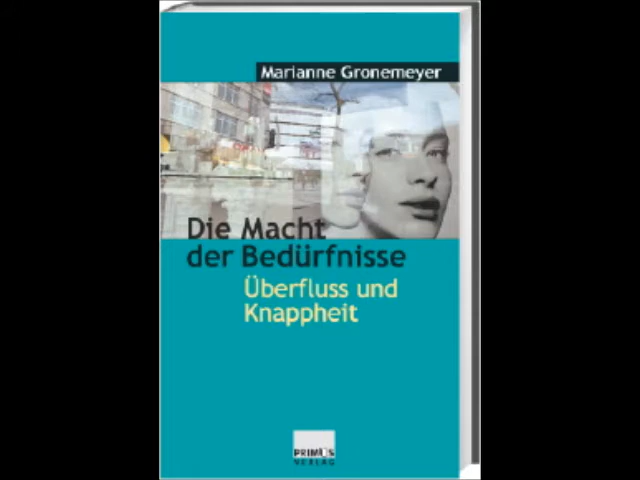 Marianne Gronemeyer
Die Macht
der Bedürfnisse
Überfluss und
Knappheit
PRIMUS
VERLAG